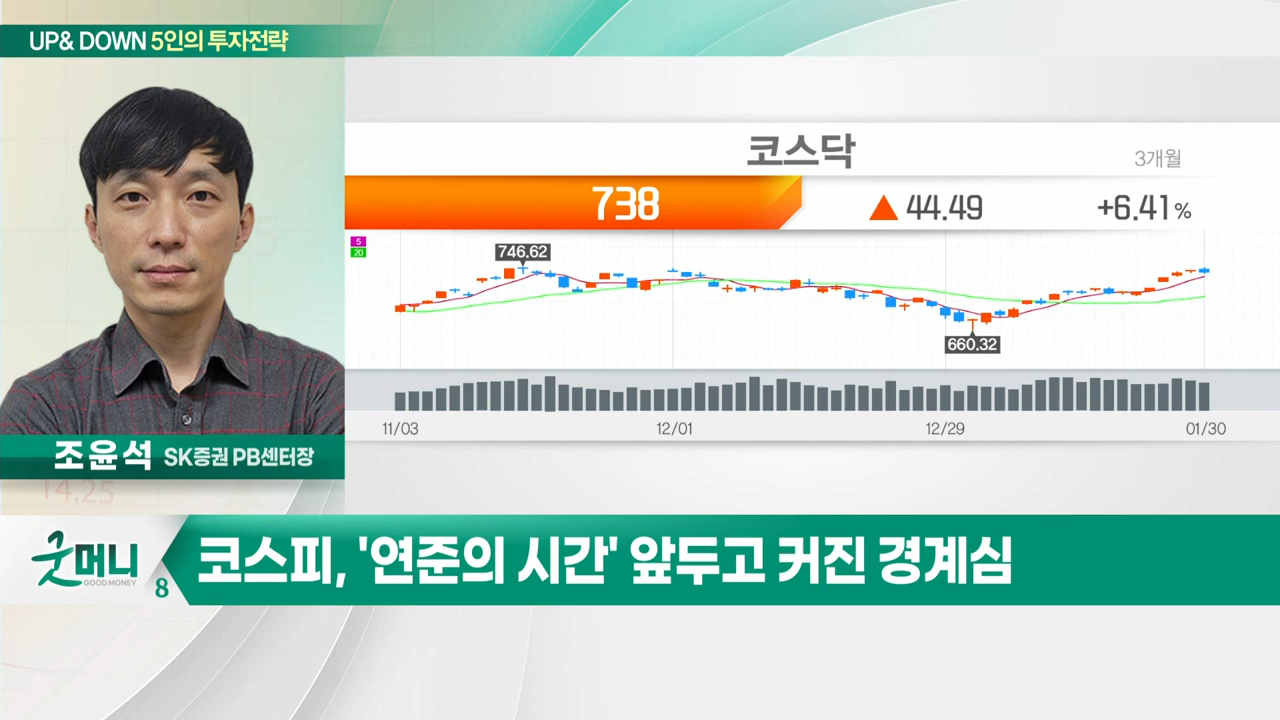 UP& DOWN 5인의 투자전략
코스닥
3개월
738 ▲ 44.49 +6.41%
5
20
746.62
660.32
11/03 12/01 12/29 01/30
조윤석 SK증권 PB센터장
14.25
굿머니
GOOD MONEY
8
코스피, '연준의 시간' 앞두고 커진 경계심